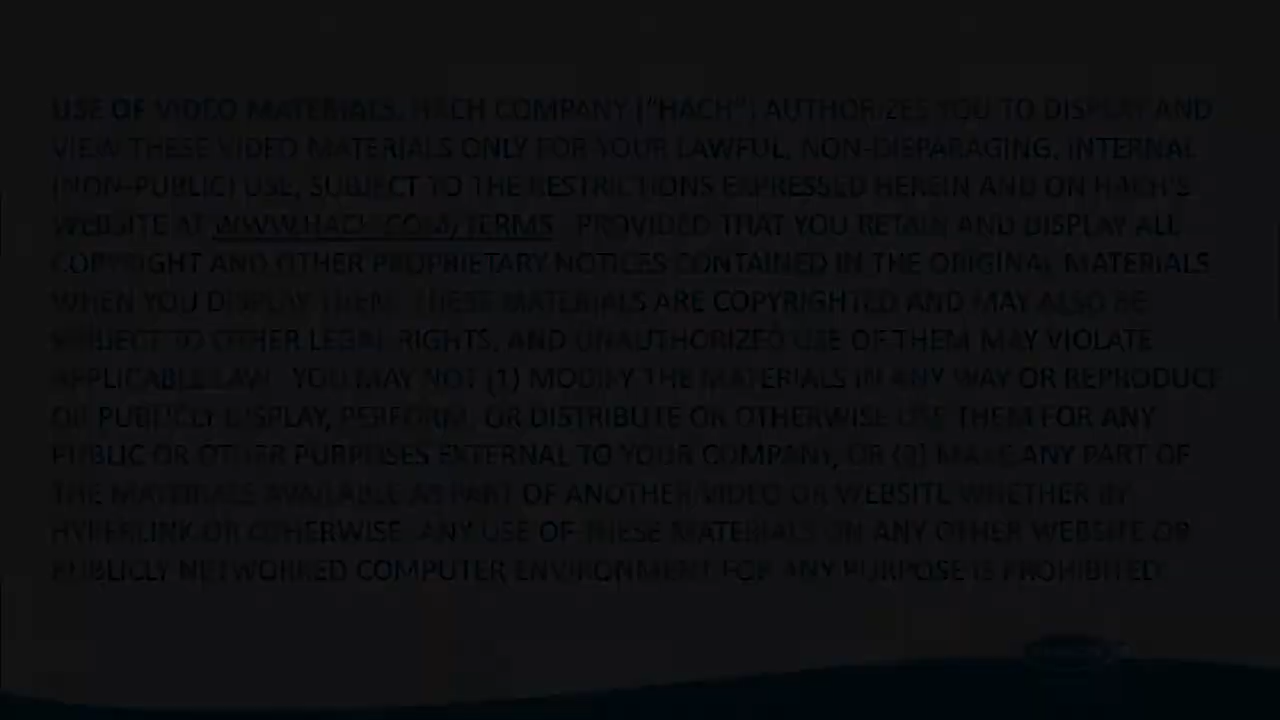 USE OF VIDEO MATERIALS. HACH COMPANY ("HACH") AUTHORIZES YOU TO DISPLAY AND
VIEW THESE VIDEO MATERIALS ONLY FOR YOUR LAWFUL, NON-DISPARAGING, INTERNAL
(NON-PUBLIC) USE, SUBJECT TO THE RESTRICTIONS EXPRESSED HEREIN AND ON HACH'S
WEBSITE AT WWW.HACH.COM/TERMS. PROVIDED THAT YOU RETAIN AND DISPLAY ALL
COPYRIGHT AND OTHER PROPRIETARY NOTICES CONTAINED IN THE ORIGINAL MATERIALS
WHEN YOU DISPLAY THEM. THESE MATERIALS ARE COPYRIGHTED AND MAY ALSO BE
SUBJECT TO OTHER LEGAL RIGHTS, AND UNAUTHORIZED USE OF THEM MAY VIOLATE
APPLICABLE LAW. YOU MAY NOT (1) MODIFY THE MATERIALS IN ANY WAY OR REPRODUCE
OR PUBLICLY DISPLAY, PERFORM, OR DISTRIBUTE OR OTHERWISE USE THEM FOR ANY
PUBLIC OR OTHER PURPOSES EXTERNAL TO YOUR COMPANY, OR (2) MAKE ANY PART OF
THE MATERIALS AVAILABLE AS PART OF ANOTHER VIDEO OR WEBSITE WHETHER BY
HYPERLINK OR OTHERWISE. ANY USE OF THESE MATERIALS ON ANY OTHER WEBSITE OR
PUBLICLY NETWORKED COMPUTER ENVIRONMENT FOR ANY PURPOSE IS PROHIBITED.